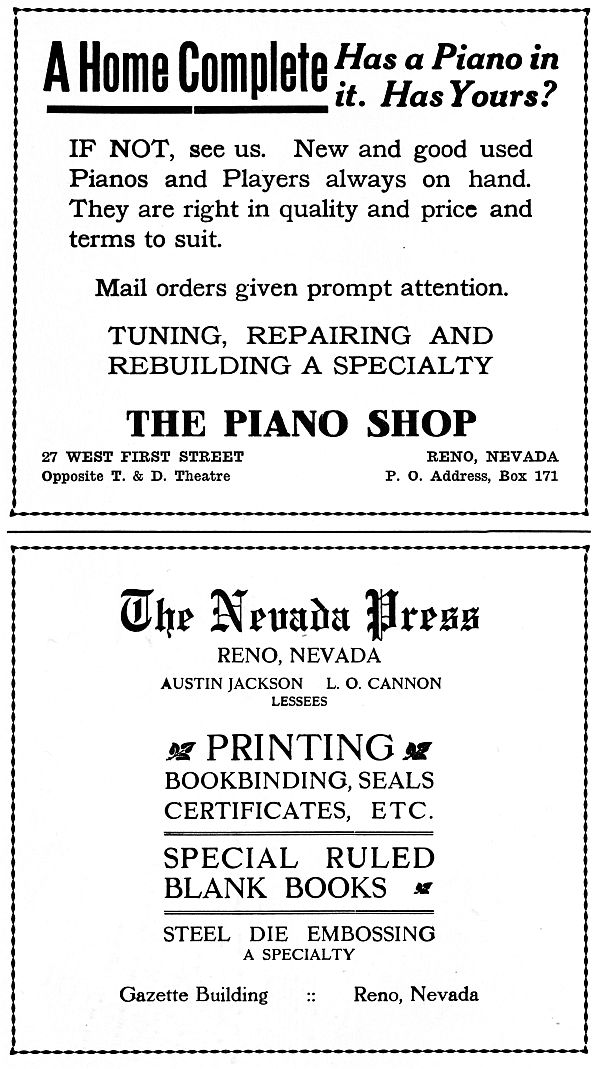 A Home Complete Has a Piano in
it. Has Yours?
IF NOT, see us. New and good used
Pianos and Players always on hand.
They are right in quality and price and
terms to suit.
Mail orders given prompt attention.
TUNING, REPAIRING AND
REBUILDING A SPECIALTY
THE PIANO SHOP
27 WEST FIRST STREET RENO, NEVADA
Opposite T. & D. Theatre P. O. Address, Box 171
The Nevada Press
RENO, NEVADA
AUSTIN JACKSON L. O. CANNON
LESSEES
PRINTING
BOOKBINDING, SEALS
CERTIFICATES, ETC.
SPECIAL RULED
BLANK BOOKS
STEEL DIE EMBOSSING
A SPECIALTY
Gazette Building :: Reno, Nevada